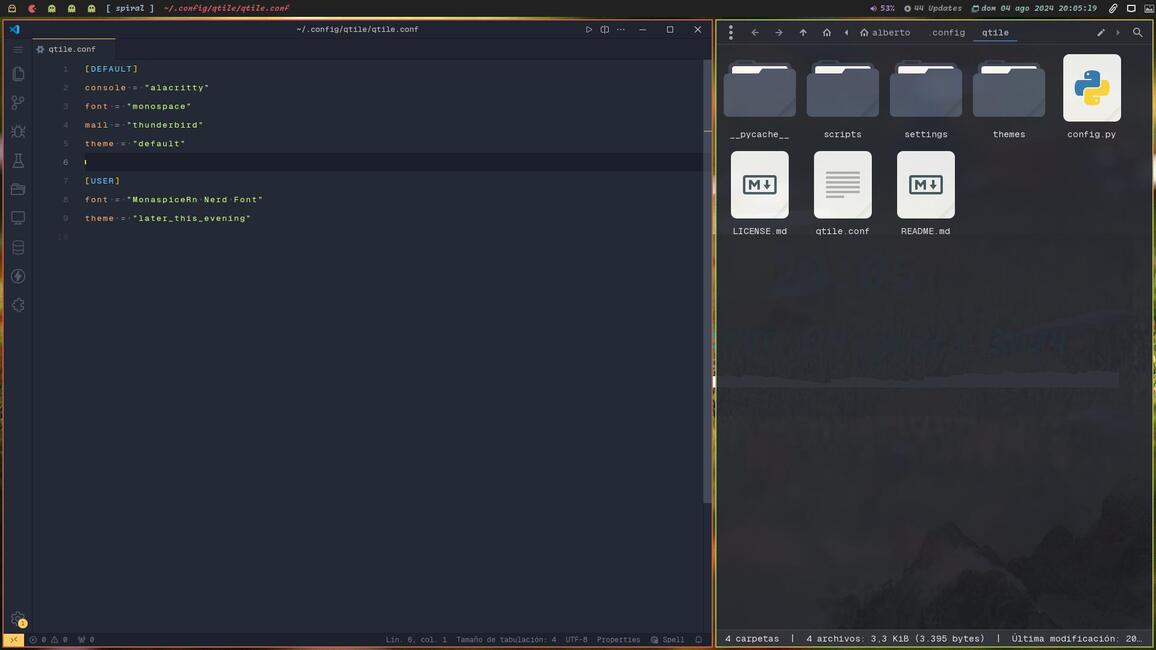 [ spiral ] ~/.config/qtile/qtile.conf 53% 44 Updates dom 04 ago 2024 20:05:19
~/.config/qtile/qtile.conf
qtile.conf
1 [DEFAULT]
2 console = "alacritty"
3 font = "monospace"
4 mail = "thunderbird"
5 theme = "default"
6
7 [USER]
8 font = "MonaspiceRn Nerd Font"
9 theme = "later_this_evening"
10
1
0 0 0 Lín. 6, col. 1 Tamaño de tabulación: 4 UTF-8 Properties Spell
alberto .config qtile
__pycache__ scripts settings themes config.py
LICENSE.md qtile.conf README.md
20:05
4 carpetas | 4 archivos: 3,3 KiB (3.395 bytes) | Última modificación: 20…